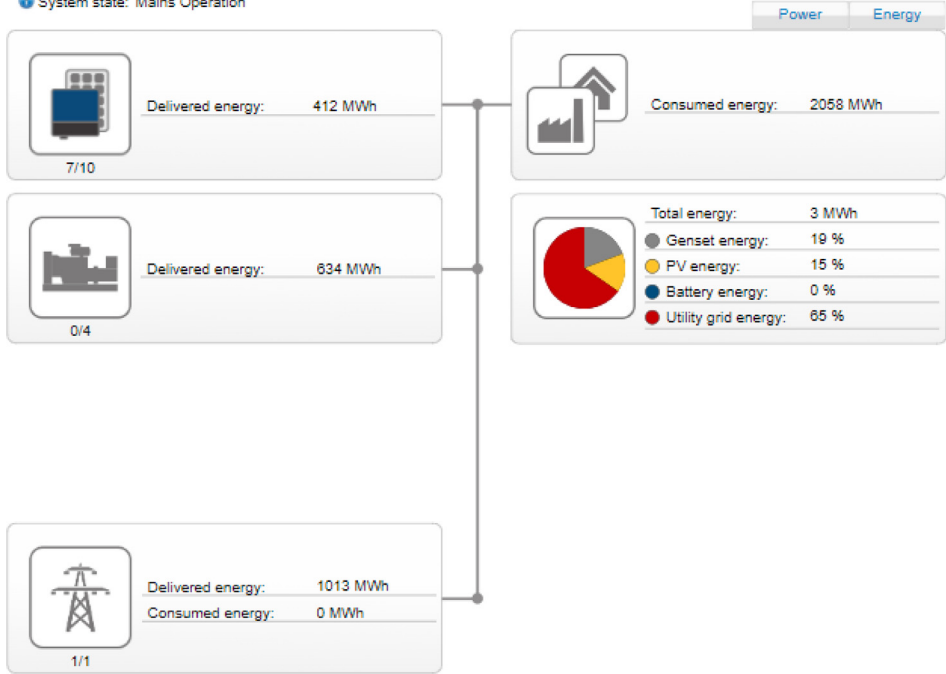 System state: Mains Operation
Power
Energy
Delivered energy: 412 MWh
7/10
Consumed energy: 2058 MWh
Delivered energy: 634 MWh
0/4
Total energy: 3 MWh
Genset energy: 19 %
PV energy: 15 %
Battery energy: 0 %
Utility grid energy: 65 %
Delivered energy: 1013 MWh
Consumed energy: 0 MWh
1/1